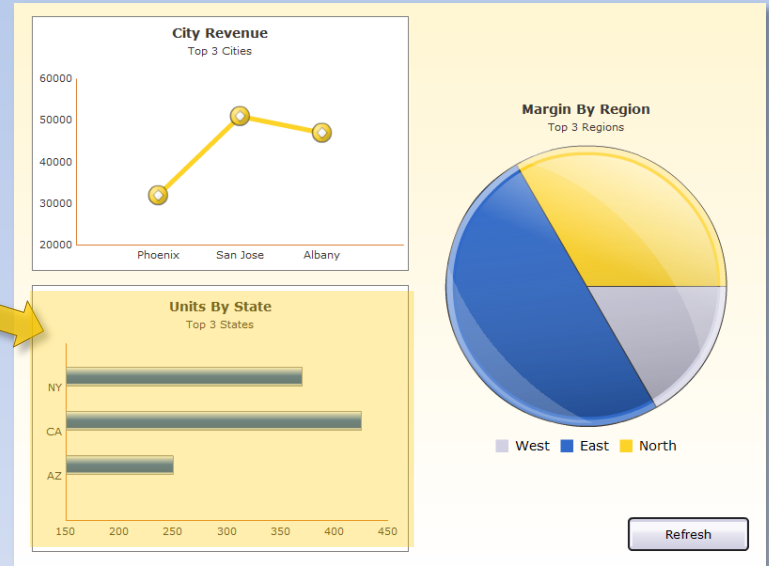 City Revenue
Top 3 Cities
60000
50000
40000
30000
20000
Phoenix San Jose Albany
Units By State
Top 3 States
NY
CA
AZ
150 200 250 300 350 400 450
Margin By Region
Top 3 Regions
West East North
Refresh